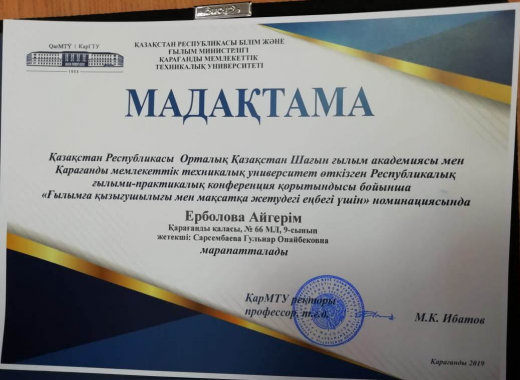 ҚарМТУ | КарГТУ
1953
ҚАЗАҚСТАН РЕСПУБЛИКАСЫ БІЛІМ ЖӘНЕ
ҒЫЛЫМ МИНИСТРЛІГІ
ҚАРАҒАНДЫ МЕМЛЕКЕТТІК
ТЕХНИКАЛЫҚ УНИВЕРСИТЕТІ
МАДАҚТАМА
Қазақстан Республикасы Орталық Қазақстан Шағын ғылым академиясы мен
Қарағанды мемлекеттік техникалық университет өткізген Республикалық
ғылыми-практикалық конференция қорытындысы бойынша
«Ғылымға қызығушылығы мен мақсатқа жетудегі еңбегі үшін» номинациясында
Ерболова Айгерім
Қарағанды қаласы, № 66 МЛ, 9-сынып
жетекші: Сарсембаева Гульнар Опайбековна
марапатталады
ҚарМТУ ректоры
профессор, т.ғ.д.
М.К. Ибатов
Қарағанды 2019